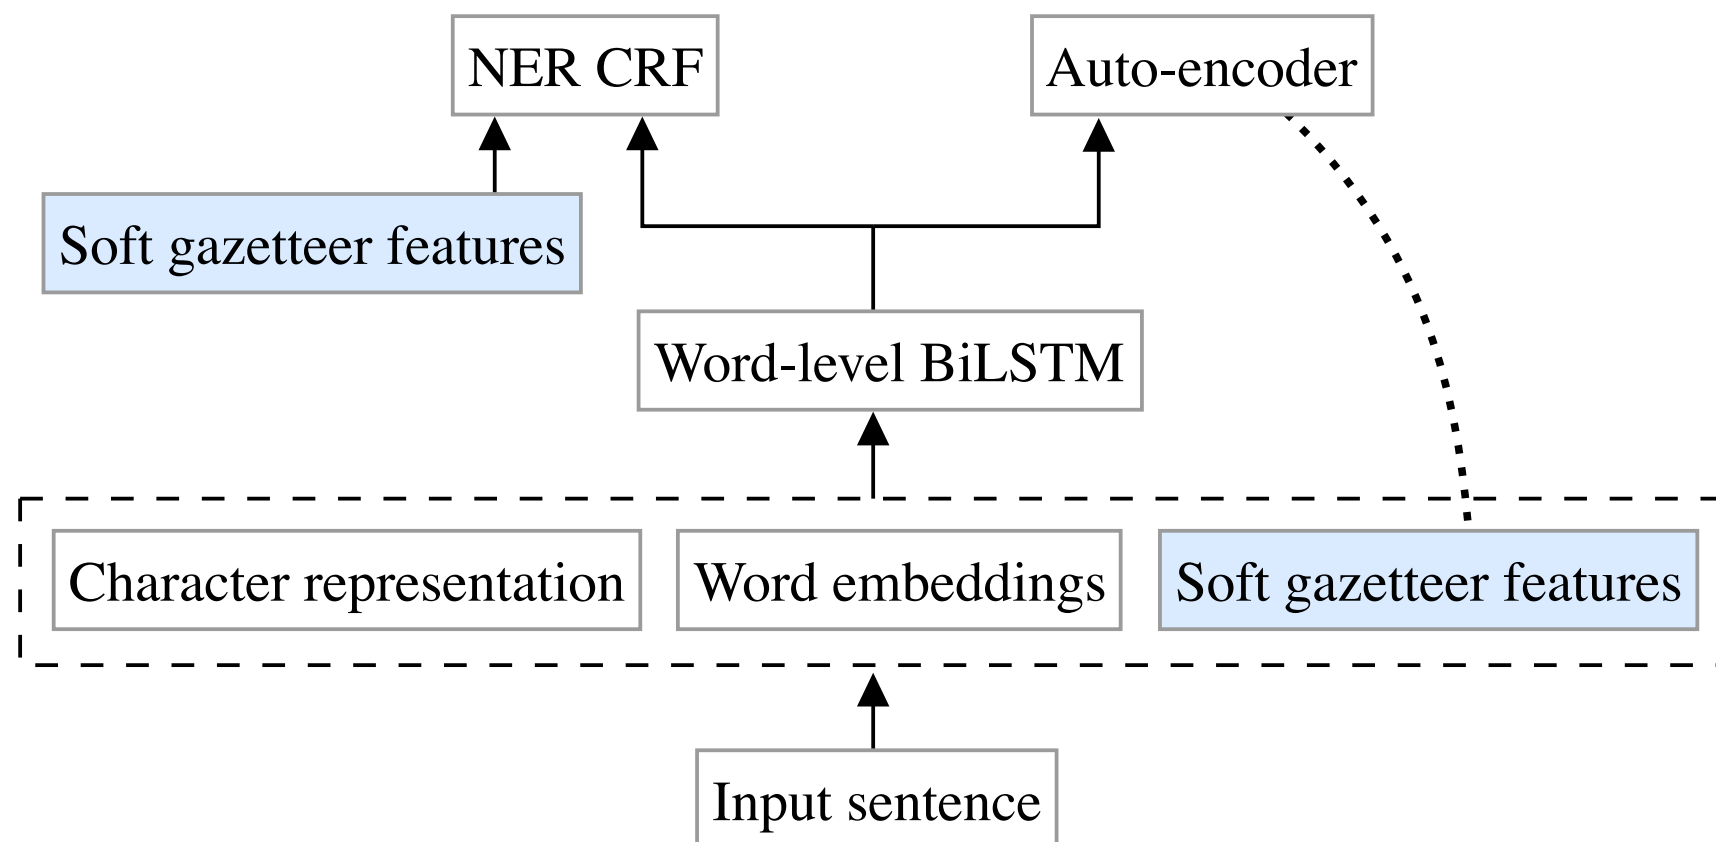 NER CRF
Auto-encoder
Soft gazetteer features
Word-level BiLSTM
Character representation
Word embeddings
Soft gazetteer features
Input sentence